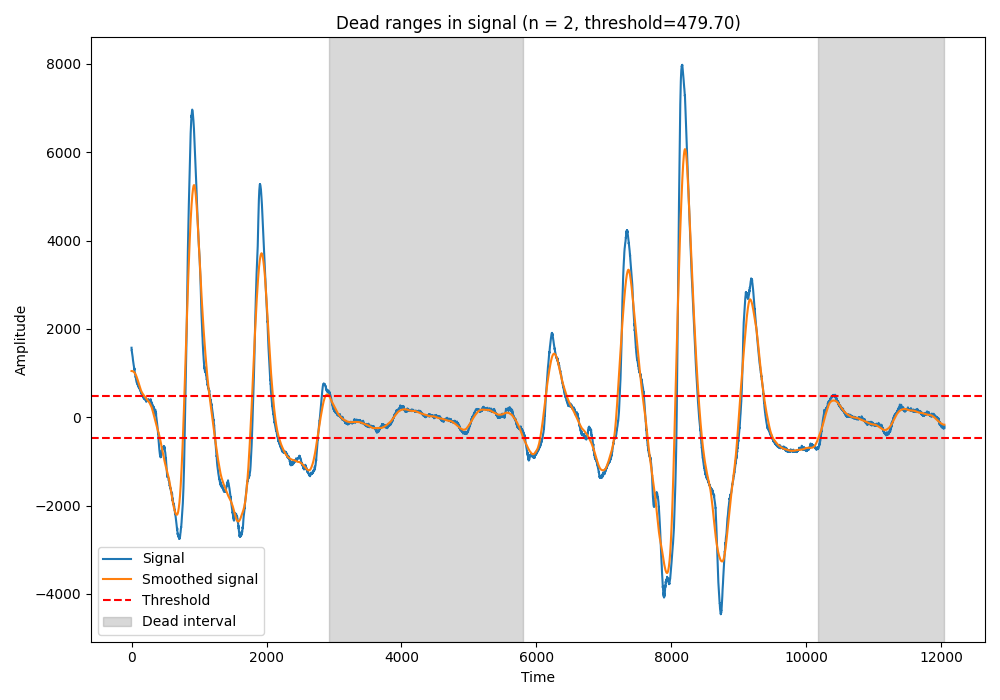 Dead ranges in signal (n = 2, threshold=479.70)
Amplitude
8000
6000
4000
2000
0
−2000
−4000
Signal
Smoothed signal
Threshold
Dead interval
0
2000
4000
6000
8000
10000
12000
Time